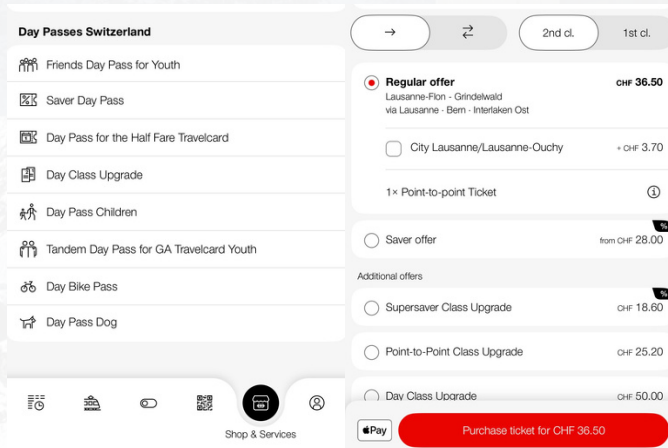 Day Passes Switzerland
Friends Day Pass for Youth
Saver Day Pass
Day Pass for the Half Fare Travelcard
Day Class Upgrade
Day Pass Children
Tandem Day Pass for GA Travelcard Youth
Day Bike Pass
Day Pass Dog
Shop & Services
2nd cl.
1st cl.
Regular offer
CHF 36.50
Lausanne-Flon - Grindelwald
via Lausanne - Bern - Interlaken Ost
City Lausanne/Lausanne-Ouchy
+ CHF 3.70
1× Point-to-point Ticket
%
Saver offer
from CHF 28.00
Additional offers
%
Supersaver Class Upgrade
CHF 18.60
Point-to-Point Class Upgrade
CHF 25.20
Day Class Upgrade
CHF 50.00
Pay
Purchase ticket for CHF 36.50